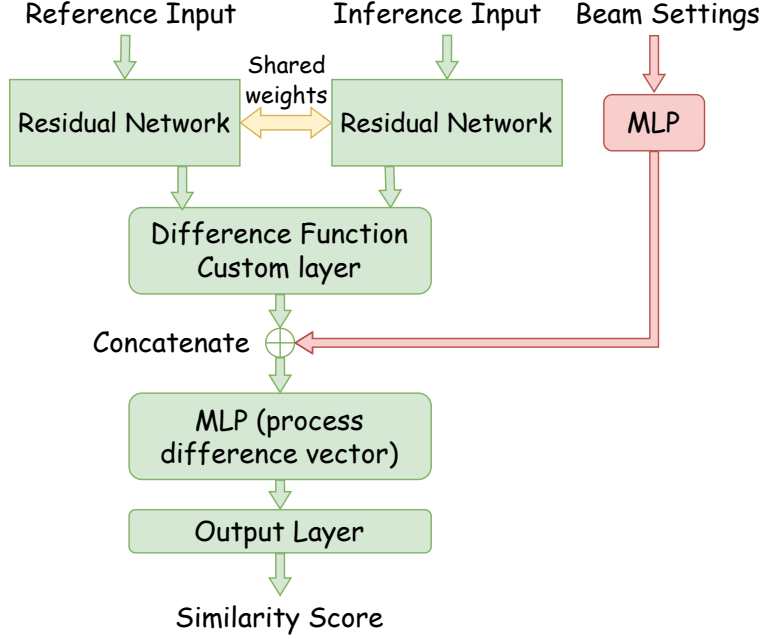 Reference Input
Inference Input
Beam Settings
Shared
weights
Residual Network
Residual Network
MLP
Difference Function
Custom layer
Concatenate
MLP (process
difference vector)
Output Layer
Similarity Score